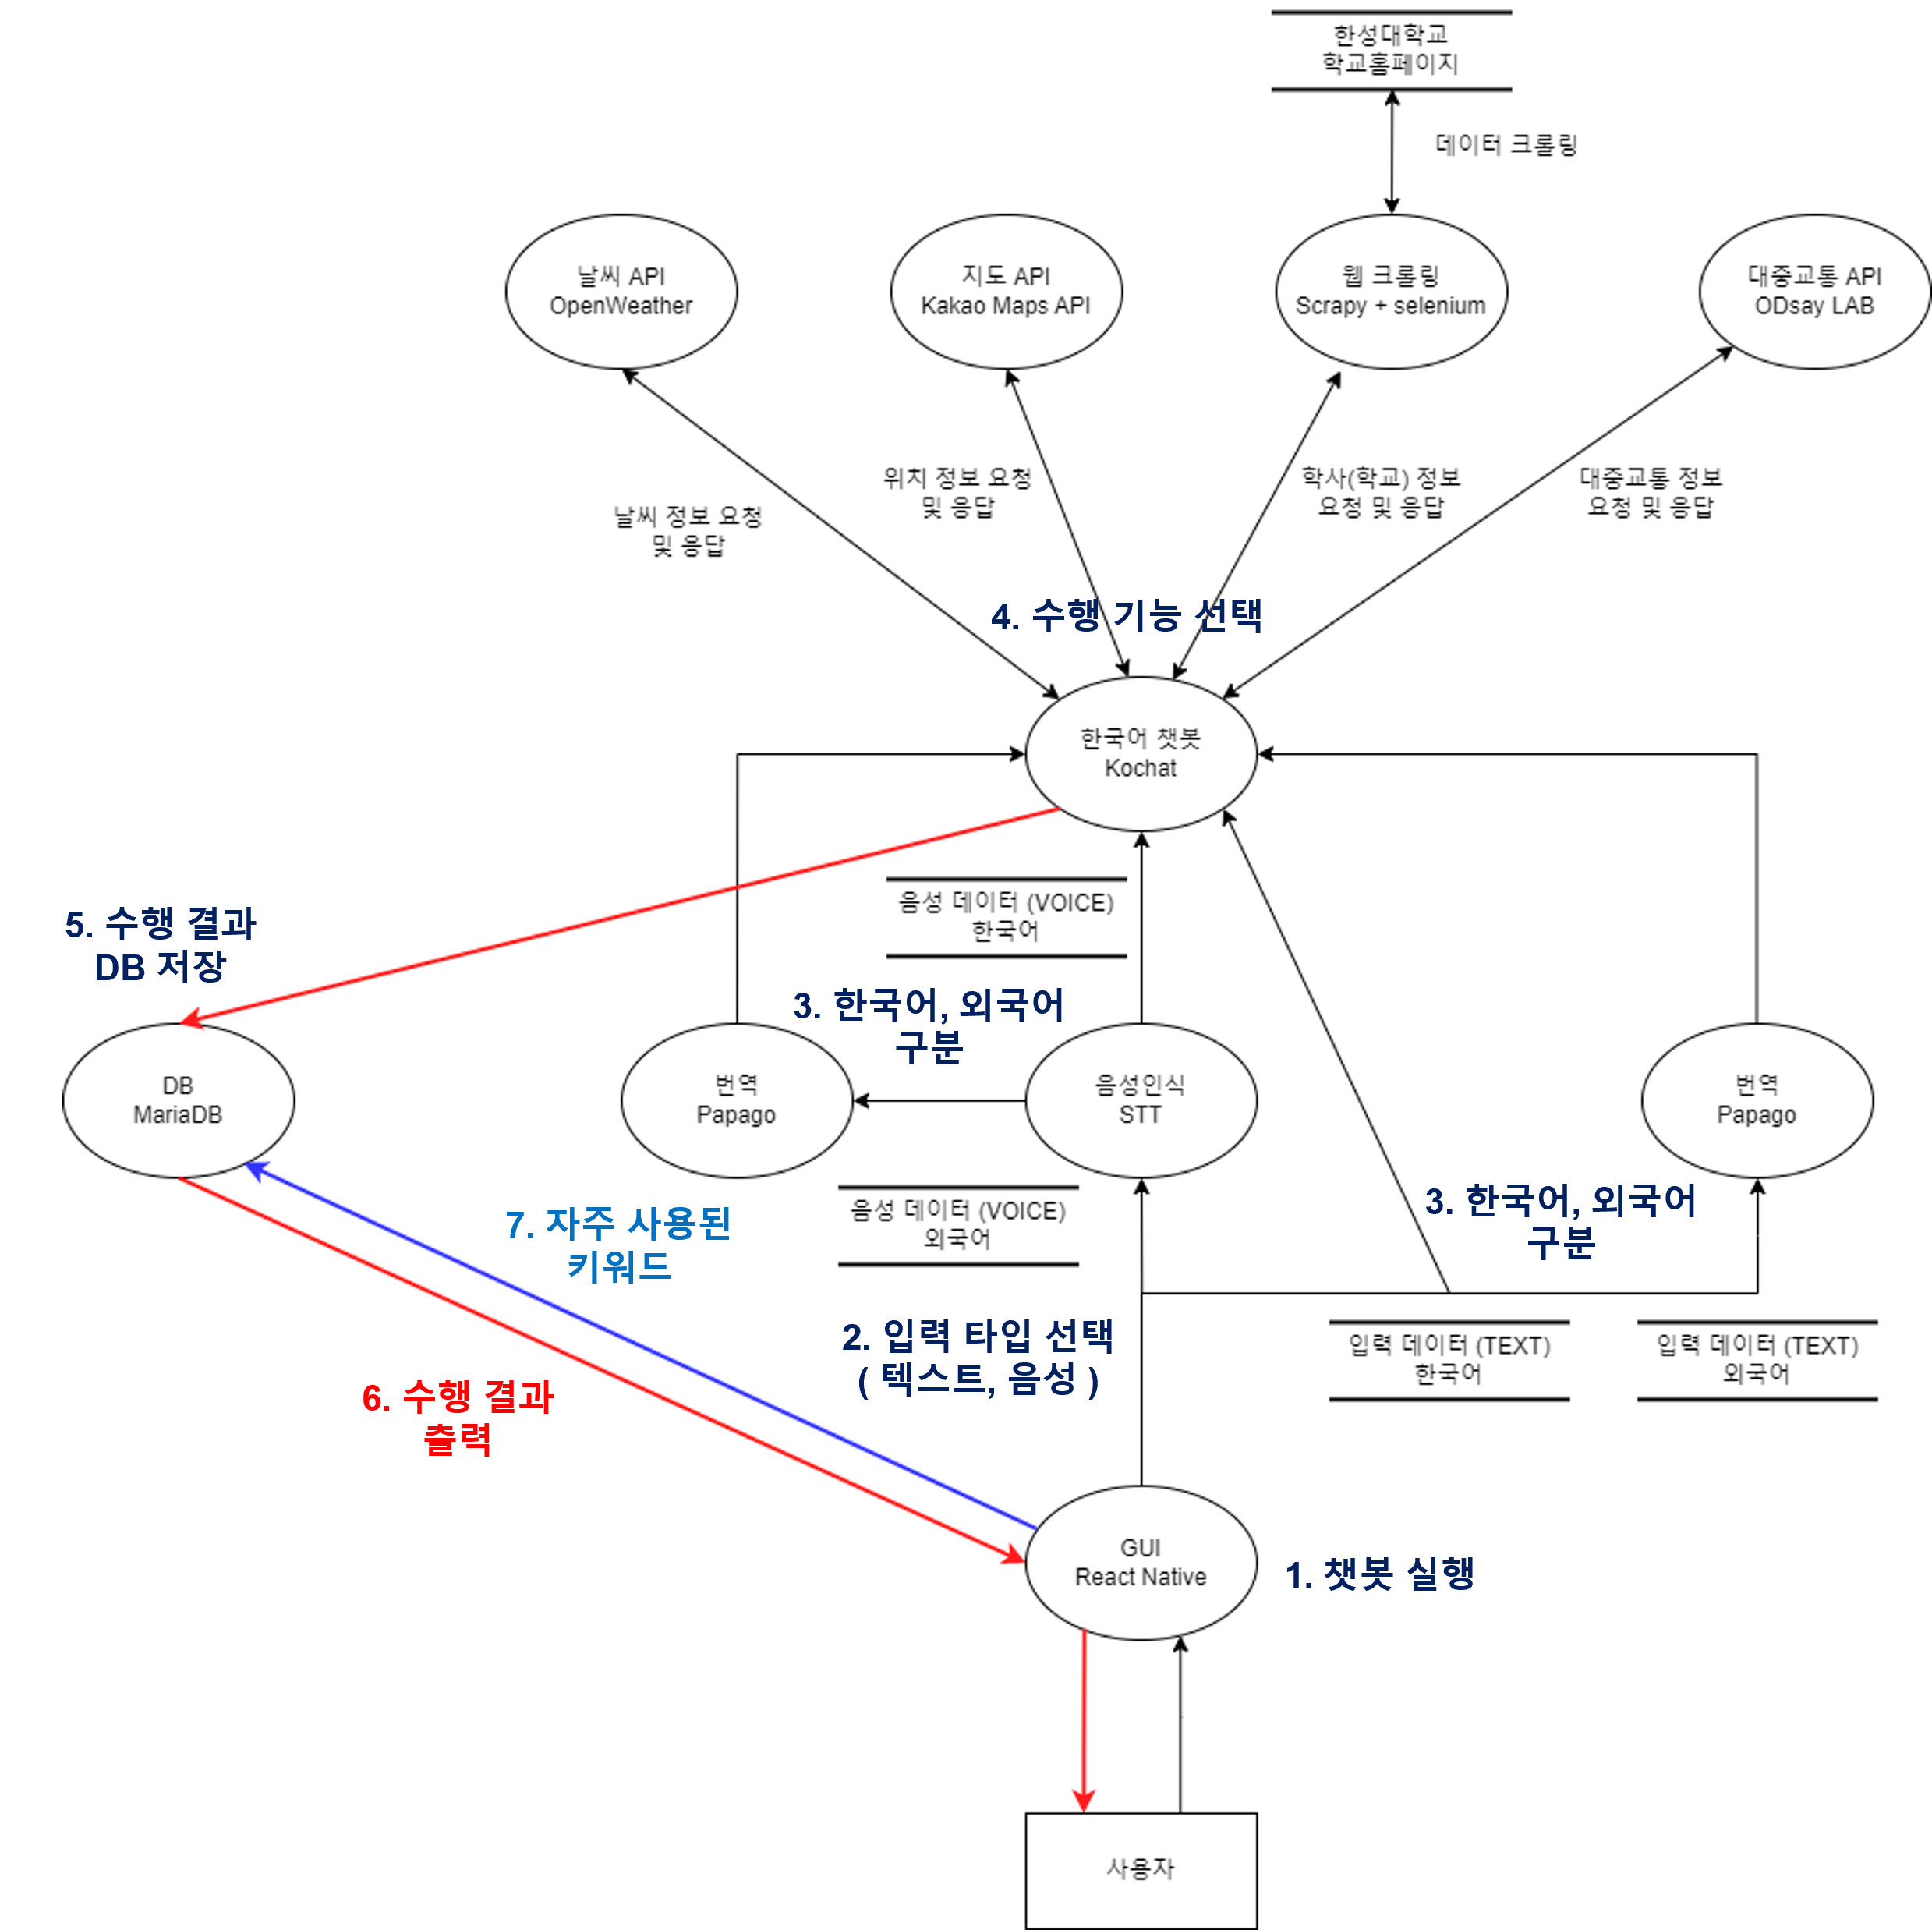 한성대학교
학교홈페이지
데이터 크롤링
날씨 API
OpenWeather
지도 API
Kakao Maps API
웹 크롤링
Scrapy + selenium
대중교통 API
ODsay LAB
날씨 정보 요청
및 응답
위치 정보 요청
및 응답
학사(학교) 정보
요청 및 응답
대중교통 정보
요청 및 응답
4. 수행 기능 선택
한국어 챗봇
Kochat
음성 데이터 (VOICE)
한국어
5. 수행 결과
DB 저장
3. 한국어, 외국어
구분
DB
MariaDB
번역
Papago
음성인식
STT
번역
Papago
음성 데이터 (VOICE)
외국어
3. 한국어, 외국어
구분
7. 자주 사용된
키워드
2. 입력 타입 선택
( 텍스트, 음성 )
입력 데이터 (TEXT)
한국어
입력 데이터 (TEXT)
외국어
6. 수행 결과
출력
GUI
React Native
1. 챗봇 실행
사용자